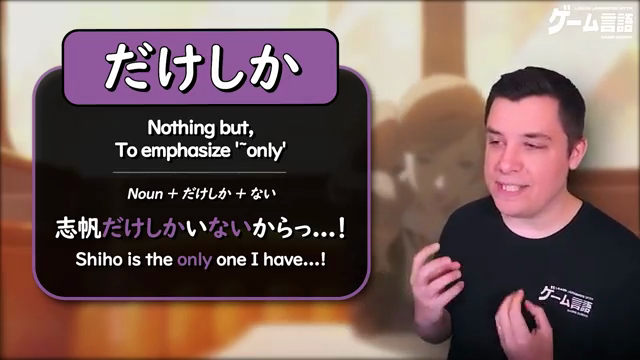 だけしか
Nothing but,
To emphasize '~only'
Noun + だけしか + ない
志帆だけしかいないからっ...!
Shiho is the only one I have...!
ゲーム言語
ゲーム言語